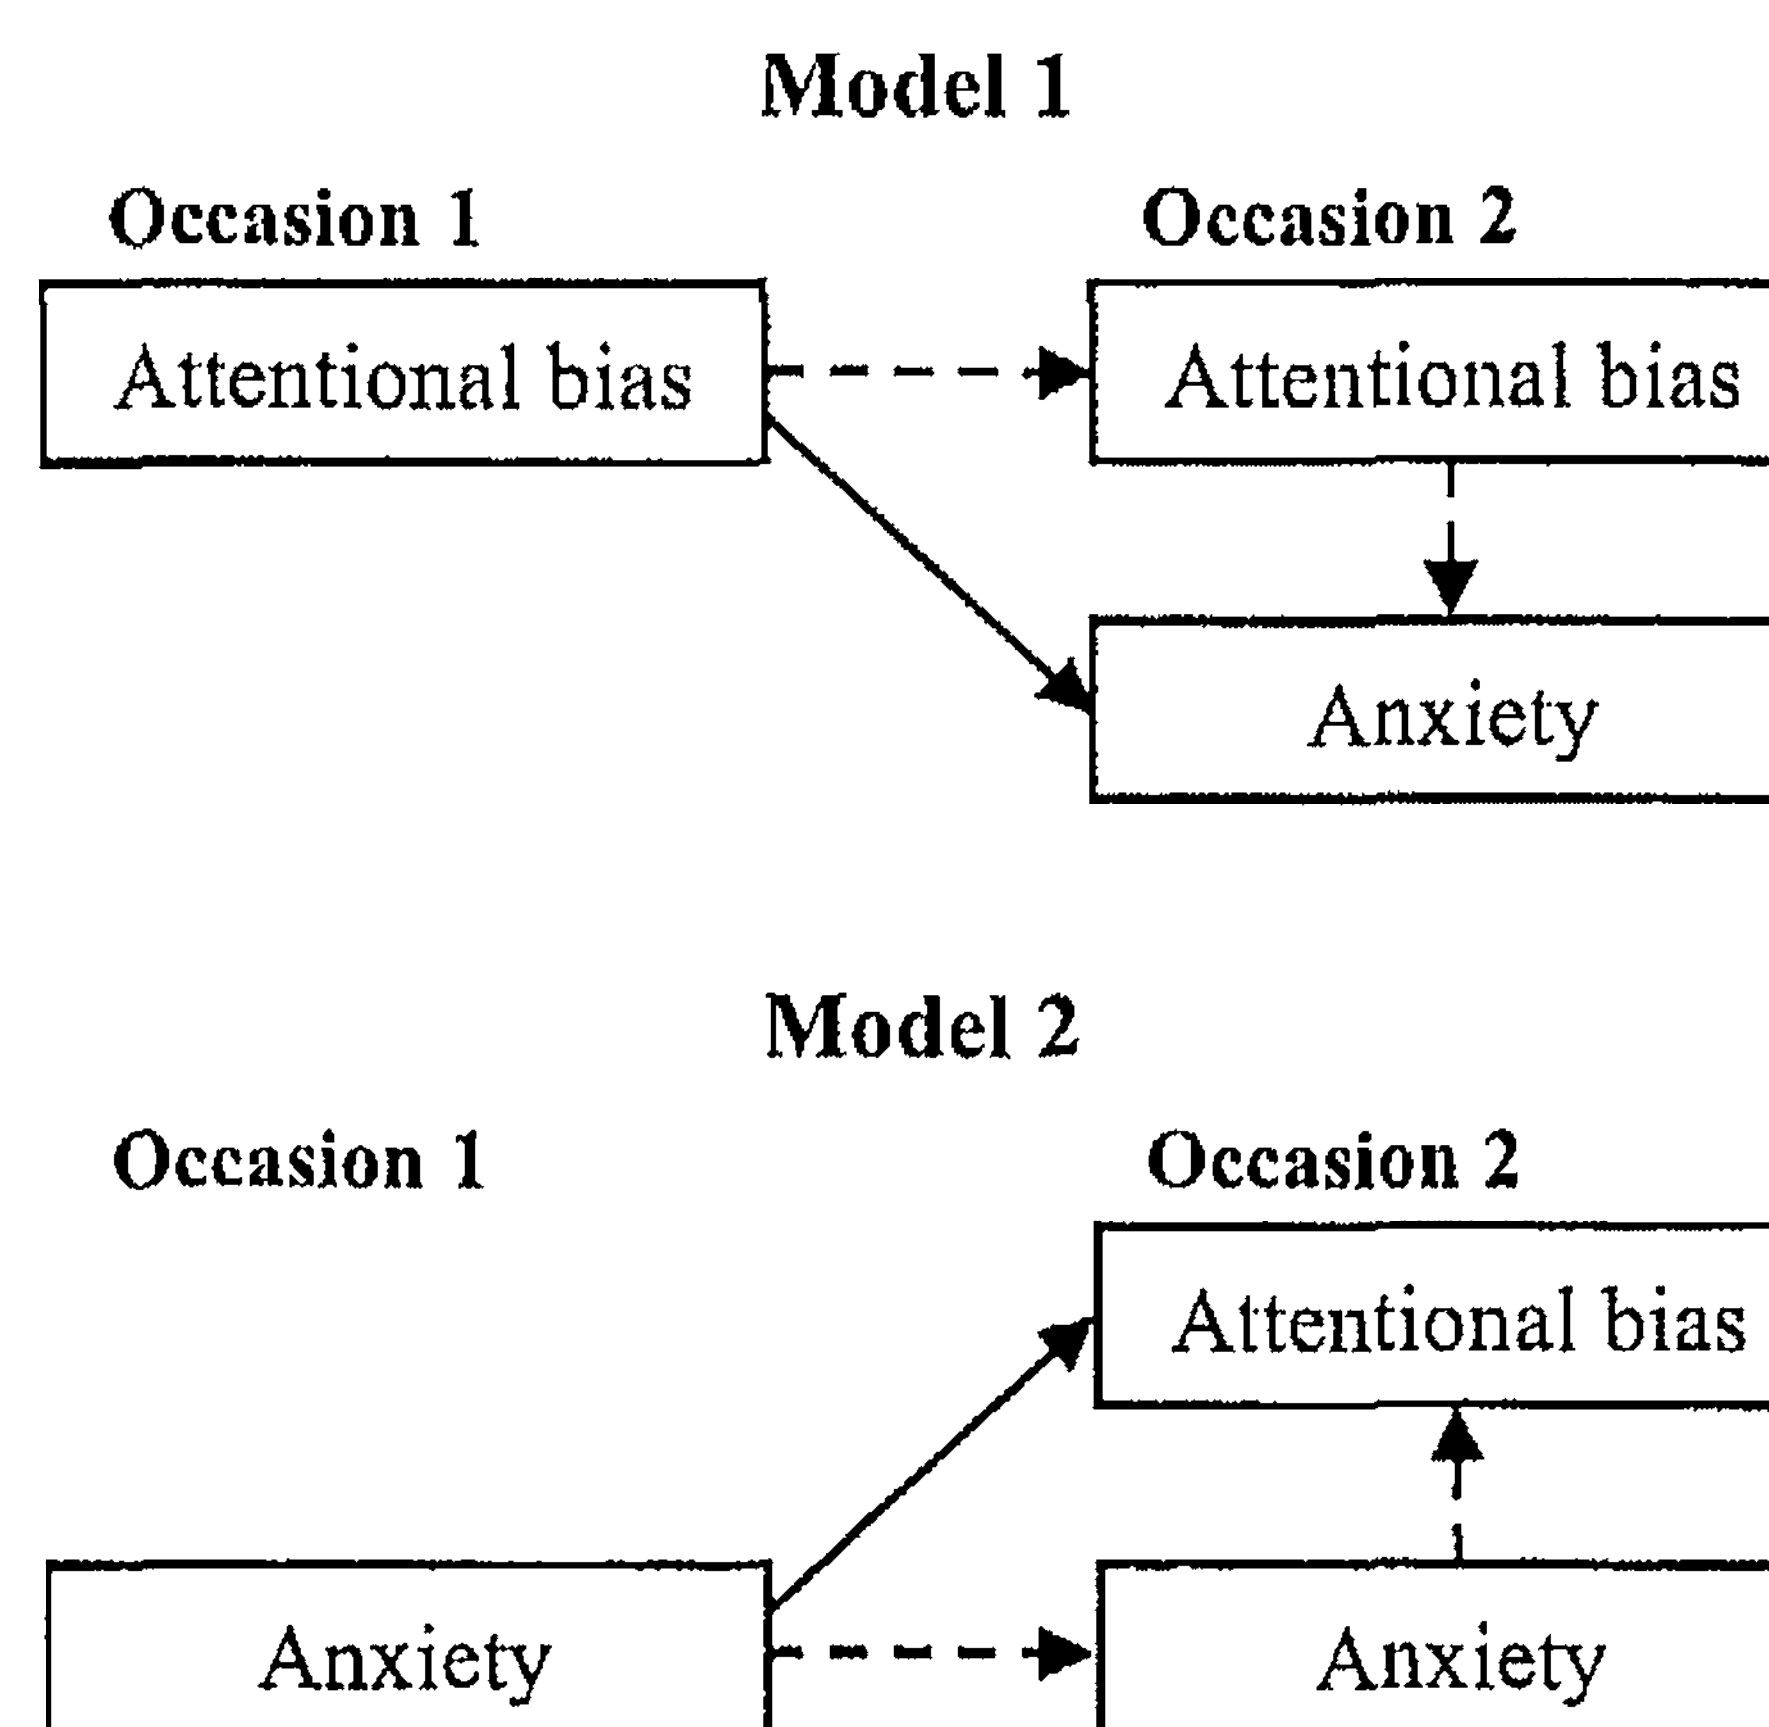 Model 1
Occasion 1
Occasion 2
Attentional bias
Attentional bias
Anxiety
Model 2
Occasion 1
Occasion 2
Attentional bias
Anxiety
Anxiety